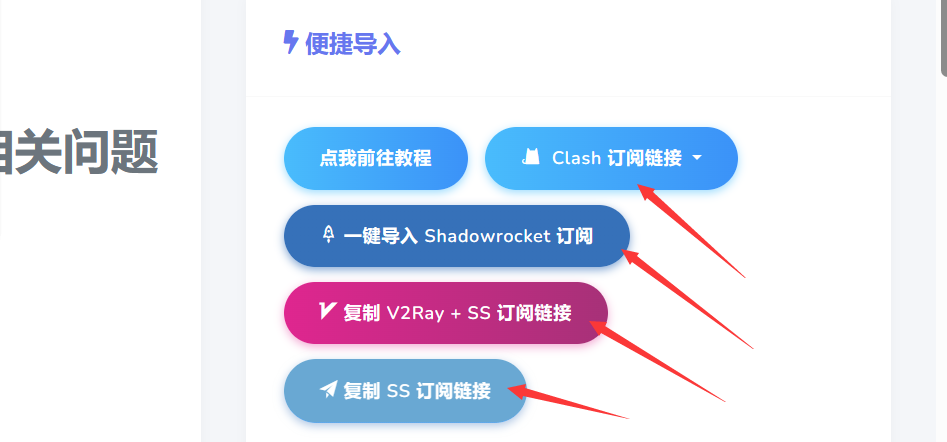 便捷导入
相关问题
点我前往教程
Clash 订阅链接
一键导入 Shadowrocket 订阅
复制 V2Ray + SS 订阅链接
复制 SS 订阅链接